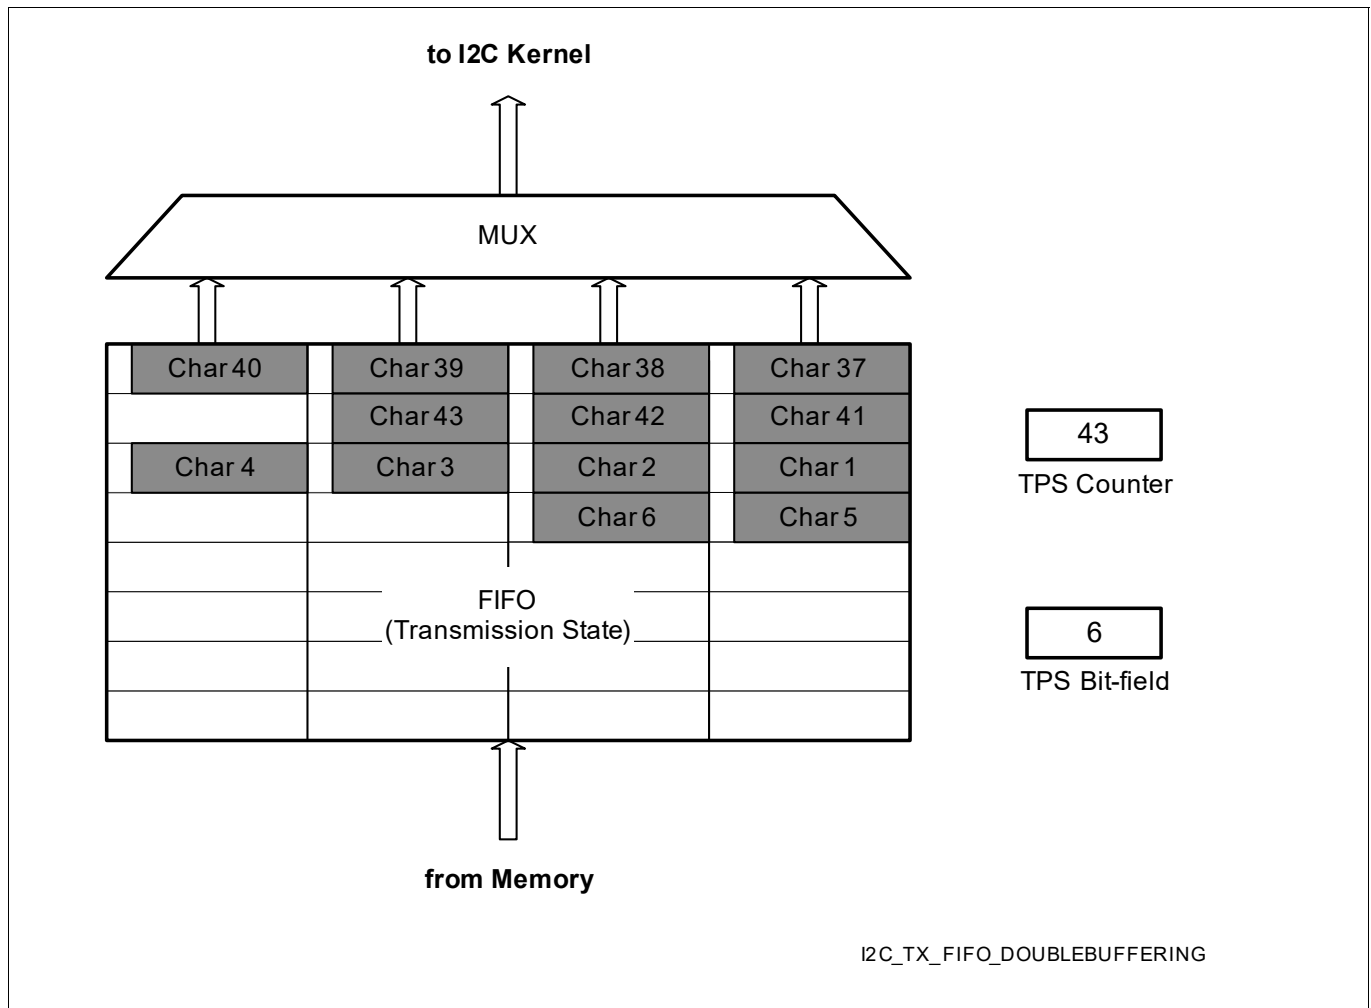 to I2C Kernel
MUX
Char 40 Char 39 Char 38 Char 37
Char 43 Char 42 Char 41
Char 4 Char 3 Char 2 Char 1
Char 6 Char 5
43
TPS Counter
FIFO
(Transmission State)
6
TPS Bit-field
from Memory
I2C_TX_FIFO_DOUBLEBUFFERING